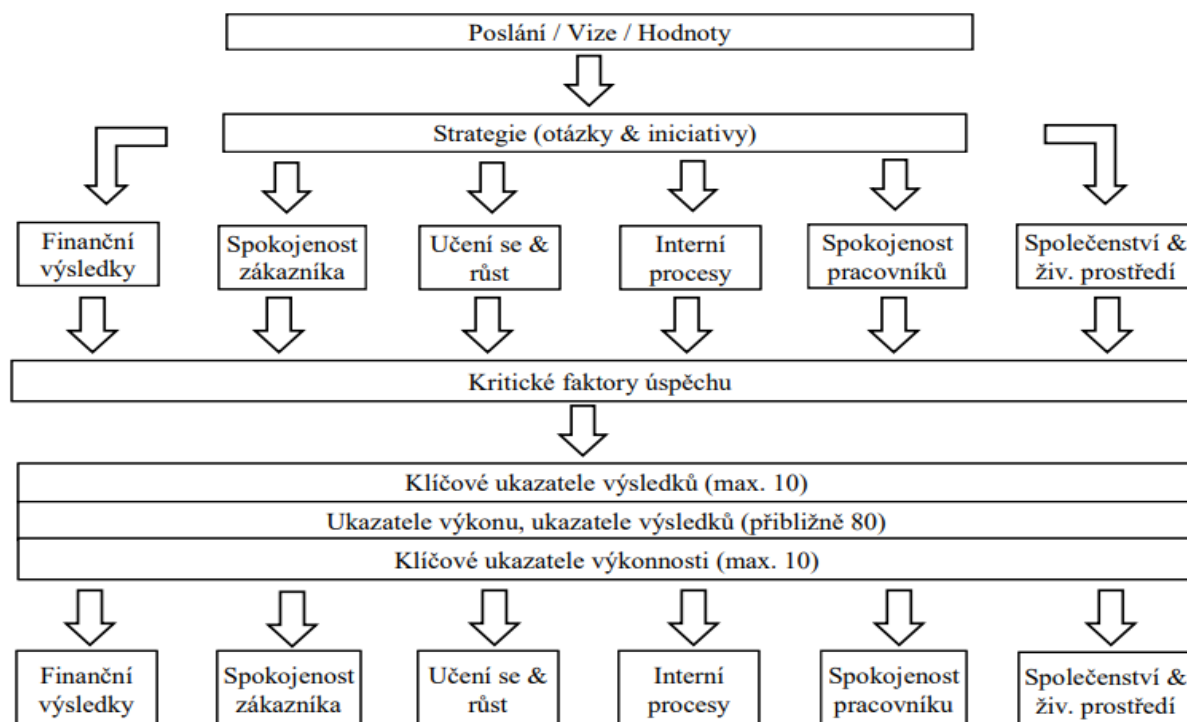 Poslání / Vize / Hodnoty
Strategie (otázky & iniciativy)
Finanční
výsledky
Spokojenost
zákazníka
Učení se &
růst
Interní
procesy
Spokojenost
pracovníků
Společenství &
živ. prostředí
Kritické faktory úspěchu
Klíčové ukazatele výsledků (max. 10)
Ukazatele výkonu, ukazatele výsledků (přibližně 80)
Klíčové ukazatele výkonnosti (max. 10)
Finanční
výsledky
Spokojenost
zákazníka
Učení se &
růst
Interní
procesy
Spokojenost
pracovníku
Společenství &
živ. prostředí